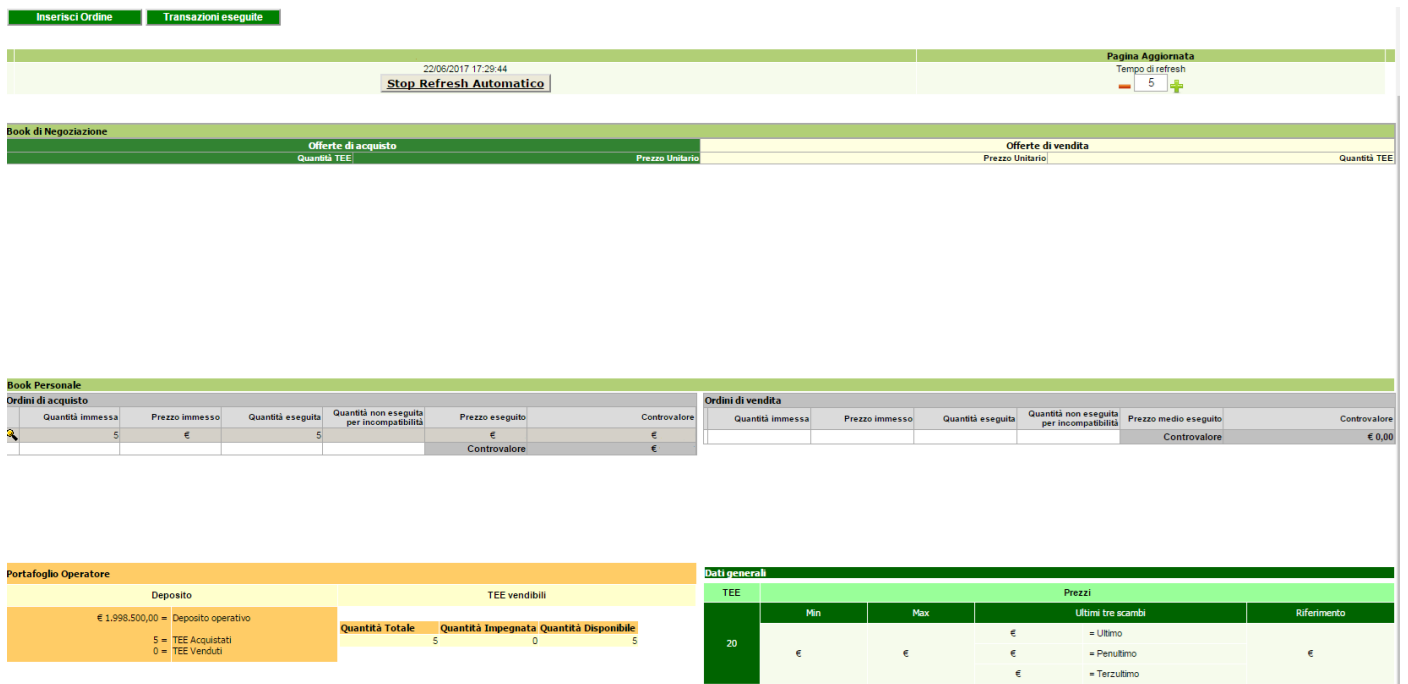 Inserisci Ordine Transazioni eseguite
Pagina Aggiornata
22/06/2017 17:29:44 Tempo di refresh
Stop Refresh Automatico 5
Book di Negoziazione
Offerte di acquisto Offerte di vendita
Quantità TEE Prezzo Unitario Prezzo Unitario Quantità TEE
Book Personale
Ordini di acquisto
Quantità immessa Prezzo immesso Quantità eseguita Quantità non eseguita per incompatibilità Prezzo eseguito Controvalore
5 € 5 € €
Controvalore €
Ordini di vendita
Quantità immessa Prezzo immesso Quantità eseguita Quantità non eseguita per incompatibilità Prezzo medio eseguito Controvalore
Controvalore € 0,00
Portafoglio Operatore
Deposito TEE vendibili
€ 1.998.500,00 = Deposito operativo
5 = TEE Acquistati
0 = TEE Venduti
Quantità Totale Quantità Impegnata Quantità Disponibile
5 0 5
Dati generali
TEE Prezzi
Min Max Ultimi tre scambi Riferimento
20 € € € = Ultimo €
€ = Penultimo
€ = Terzultimo